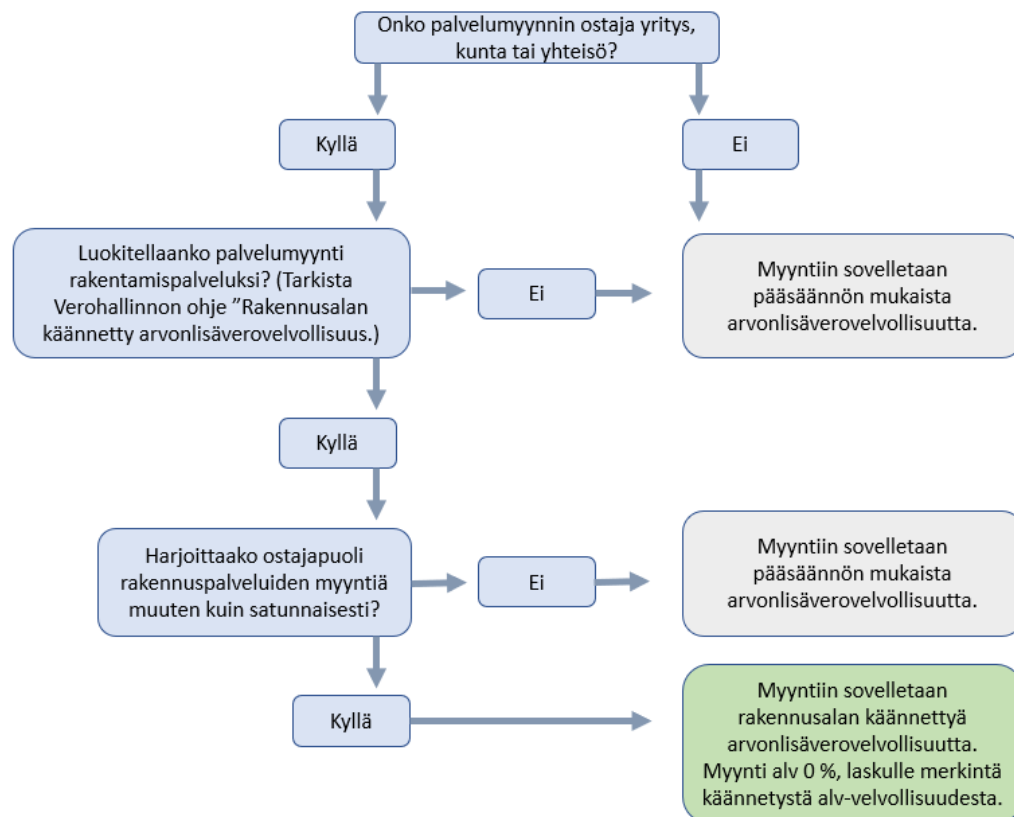 Onko palvelumyynnin ostaja yritys,
kunta tai yhteisö?
Kyllä
Ei
Luokitellaanko palvelumyynti
rakentamispalveluksi? (Tarkista
Verohallinnon ohje ”Rakennusalan
käännetty arvonlisäverovelvollisuus.)
Ei
Myyntiin sovelletaan
pääsäännön mukaista
arvonlisäverovelvollisuutta.
Kyllä
Harjoittaako ostajapuoli
rakennuspalveluiden myyntiä
muuten kuin satunnaisesti?
Ei
Myyntiin sovelletaan
pääsäännön mukaista
arvonlisäverovelvollisuutta.
Kyllä
Myyntiin sovelletaan
rakennusalan käännettyä
arvonlisäverovelvollisuutta.
Myynti alv 0 %, laskulle merkintä
käännetystä alv-velvollisuudesta.